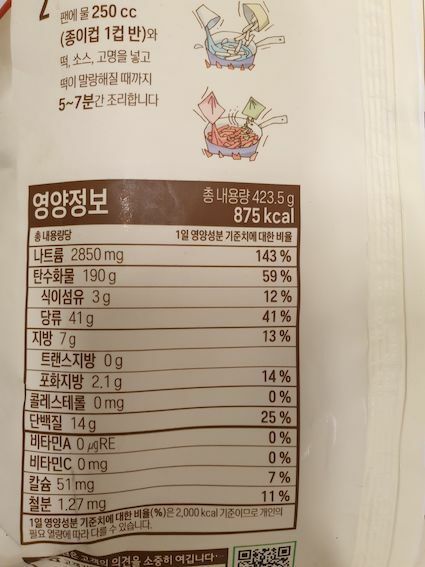 팬에 물 250 cc
(종이컵 1컵 반)와
떡, 소스, 고명을 넣고
떡이 말랑해질 때까지
5~7분간 조리합니다
영양정보
총 내용량 423.5 g
875 kcal
총 내용량당 1일 영양성분 기준치에 대한 비율
나트륨 2850 mg 143 %
탄수화물 190 g 59 %
식이섬유 3 g 12 %
당류 41 g 41 %
지방 7 g 13 %
트랜스지방 0 g
포화지방 2.1 g 14 %
콜레스테롤 0 mg 0 %
단백질 14 g 25 %
비타민A 0 μgRE 0 %
비타민C 0 mg 0 %
칼슘 51 mg 7 %
철분 1.27 mg 11 %
1일 영양성분 기준치에 대한 비율(%)은 2,000 kcal 기준이므로 개인의
필요 열량에 따라 다를 수 있습니다.
고객의 의견을 소중히 여깁니다